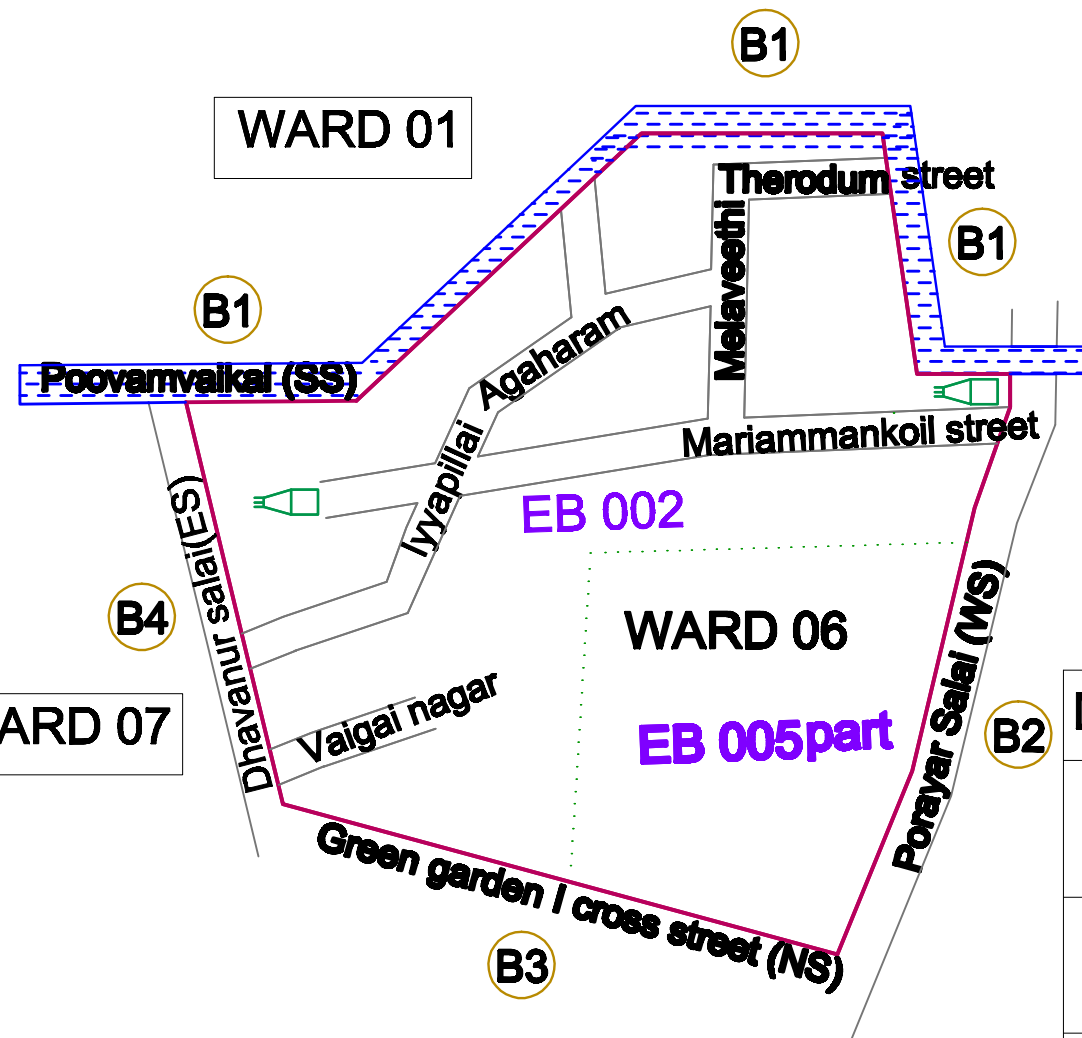 B1
WARD 01
Therodum street
Melaveethi
B1
B1
Poovamvaikal (SS)
Iyyapillai Agaharam
Mariammankoil street
EB 002
Dhavanur salai(ES)
B4
WARD 06
Porayar Salai (WS)
ARD 07
Vaigai nagar
EB 005part
B2
Green garden I cross street (NS)
B3